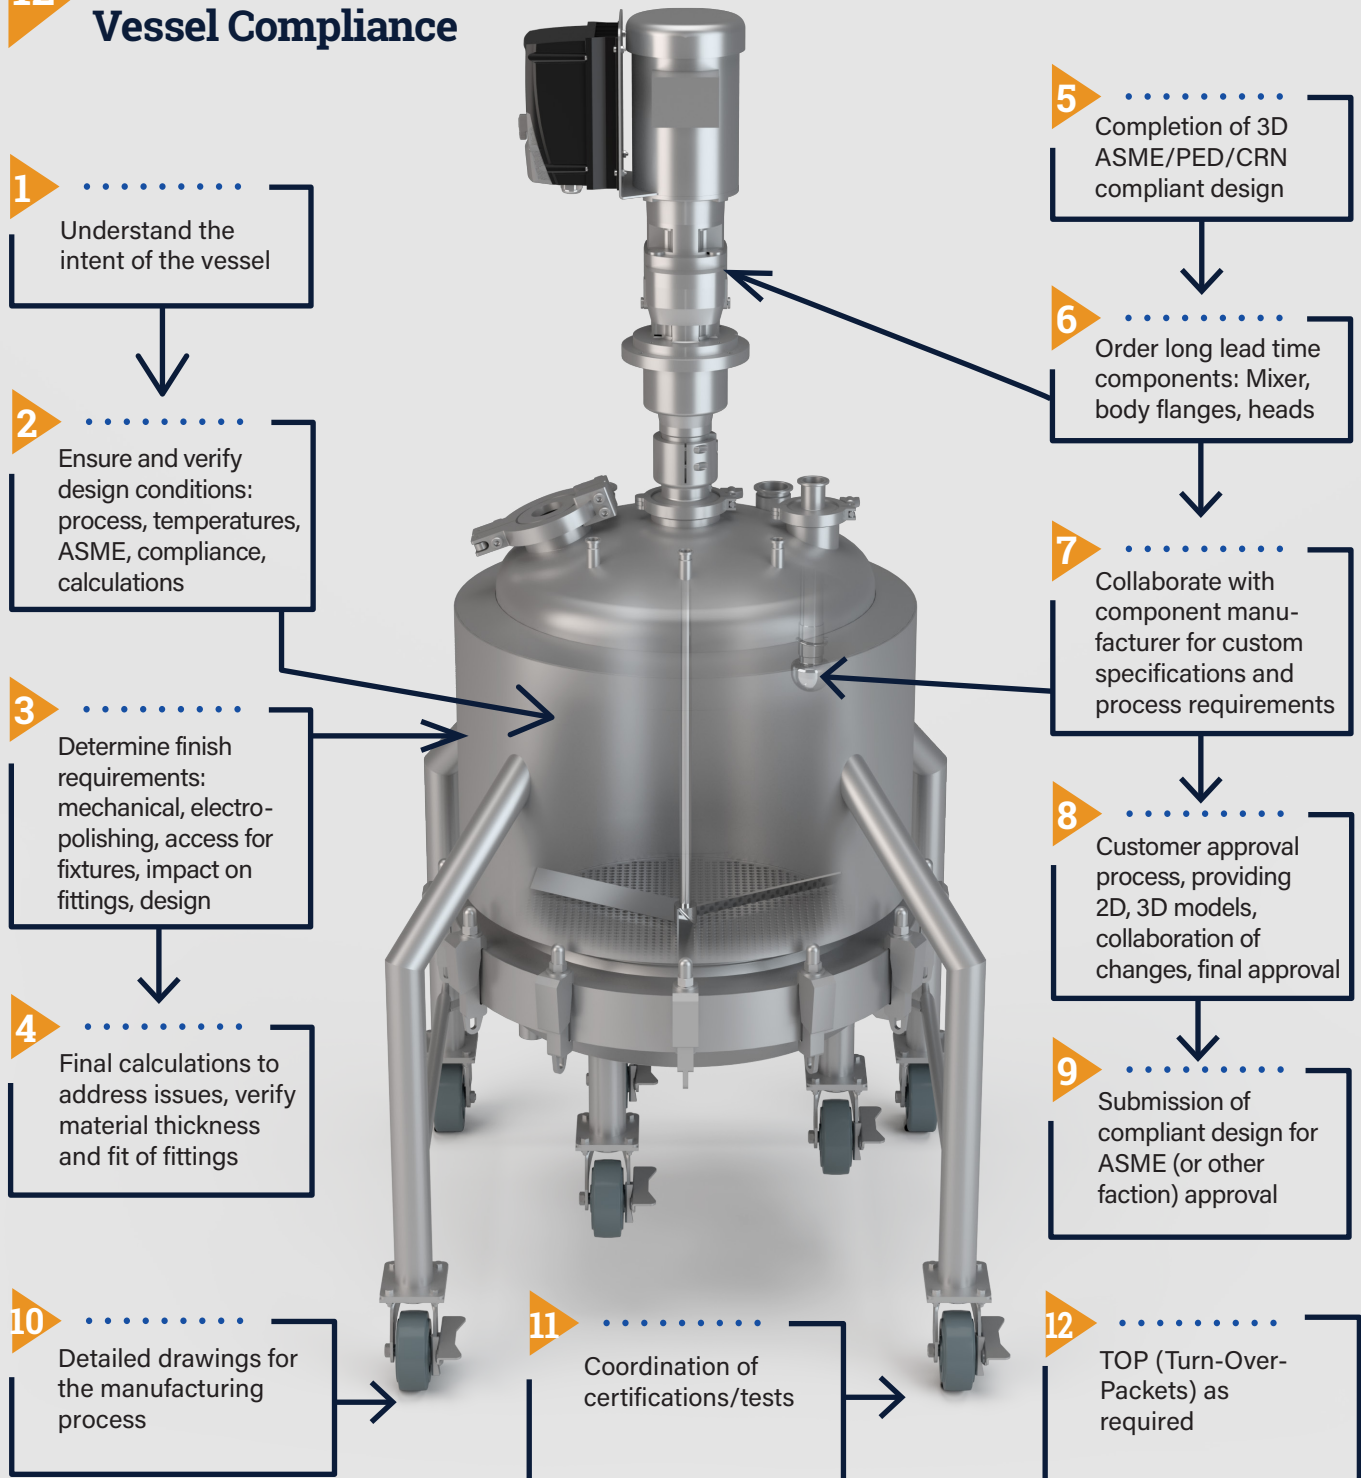 12
Vessel Compliance
1
Understand the
intent of the vessel
2
Ensure and verify
design conditions:
process, temperatures,
ASME, compliance,
calculations
3
Determine finish
requirements:
mechanical, electro-
polishing, access for
fixtures, impact on
fittings, design
4
Final calculations to
address issues, verify
material thickness
and fit of fittings
5
Completion of 3D
ASME/PED/CRN
compliant design
6
Order long lead time
components: Mixer,
body flanges, heads
7
Collaborate with
component manu-
facturer for custom
specifications and
process requirements
8
Customer approval
process, providing
2D, 3D models,
collaboration of
changes, final approval
9
Submission of
compliant design for
ASME (or other
faction) approval
10
Detailed drawings for
the manufacturing
process
11
Coordination of
certifications/tests
12
TOP (Turn-Over-
Packets) as
required